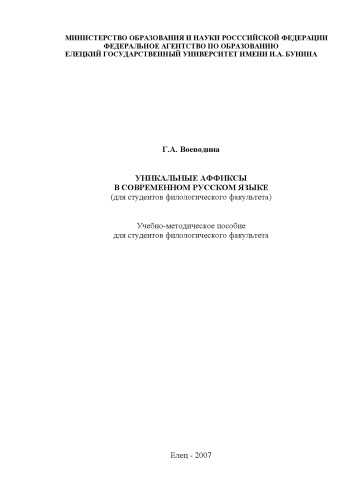 МИНИСТЕРСТВО ОБРАЗОВАНИЯ И НАУКИ РОСССИЙСКОЙ ФЕДЕРАЦИИ
ФЕДЕРАЛЬНОЕ АГЕНТСТВО ПО ОБРАЗОВАНИЮ
ЕЛЕЦКИЙ ГОСУДАРСТВЕННЫЙ УНИВЕРСИТЕТ ИМЕНИ И.А. БУНИНА
Г.А. Воеводина
УНИКАЛЬНЫЕ АФФИКСЫ
В СОВРЕМЕННОМ РУССКОМ ЯЗЫКЕ
(для студентов филологического факультета)
Учебно-методическое пособие
для студентов филологического факультета
Елец - 2007